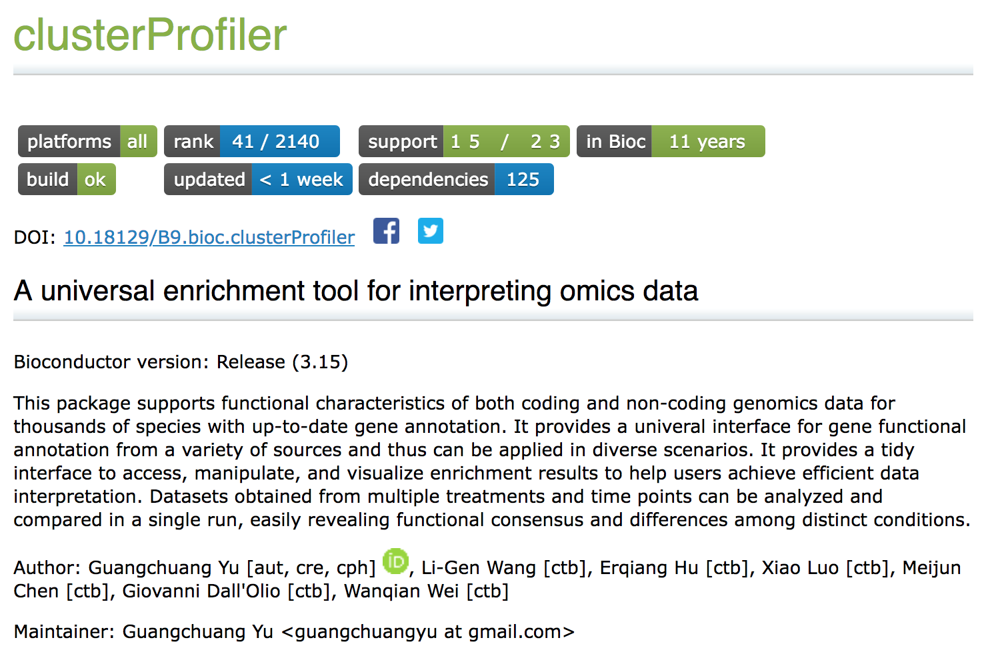 clusterProfiler
platforms all rank 41 / 2140 support 1 5 / 2 3 in Bioc 11 years
build ok updated < 1 week dependencies 125
DOI: 10.18129/B9.bioc.clusterProfiler
A universal enrichment tool for interpreting omics data
Bioconductor version: Release (3.15)
This package supports functional characteristics of both coding and non-coding genomics data for
thousands of species with up-to-date gene annotation. It provides a univeral interface for gene functional
annotation from a variety of sources and thus can be applied in diverse scenarios. It provides a tidy
interface to access, manipulate, and visualize enrichment results to help users achieve efficient data
interpretation. Datasets obtained from multiple treatments and time points can be analyzed and
compared in a single run, easily revealing functional consensus and differences among distinct conditions.
Author: Guangchuang Yu [aut, cre, cph] iD, Li-Gen Wang [ctb], Erqiang Hu [ctb], Xiao Luo [ctb], Meijun
Chen [ctb], Giovanni Dall'Olio [ctb], Wanqian Wei [ctb]
Maintainer: Guangchuang Yu <guangchuangyu at gmail.com>